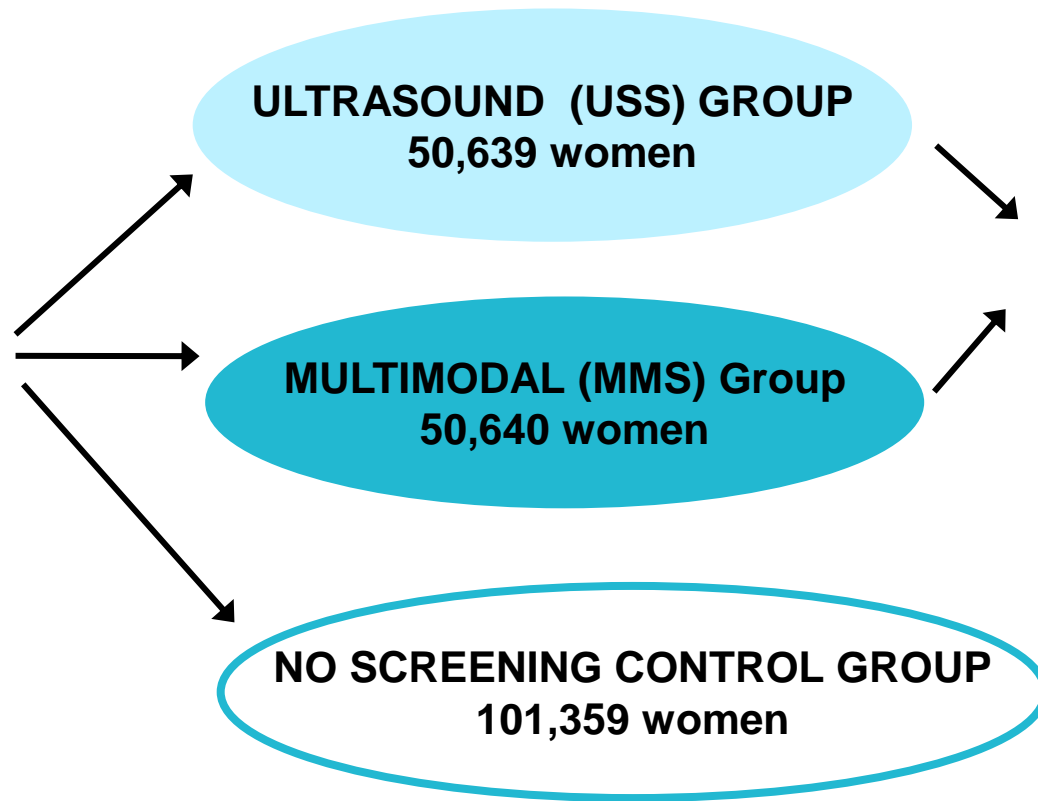 ULTRASOUND (USS) GROUP
50,639 women
MULTIMODAL (MMS) Group
50,640 women
NO SCREENING CONTROL GROUP
101,359 women